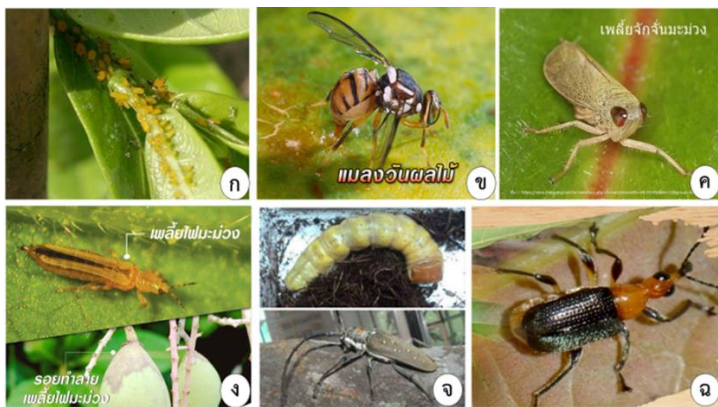 เพลี้ยจักจั่นมะม่วง
ก
แมลงวันผลไม้
ข
ค
เพลี้ยไฟมะม่วง
รอยทำลาย
เพลี้ยไฟมะม่วง
ง
จ
ฉ